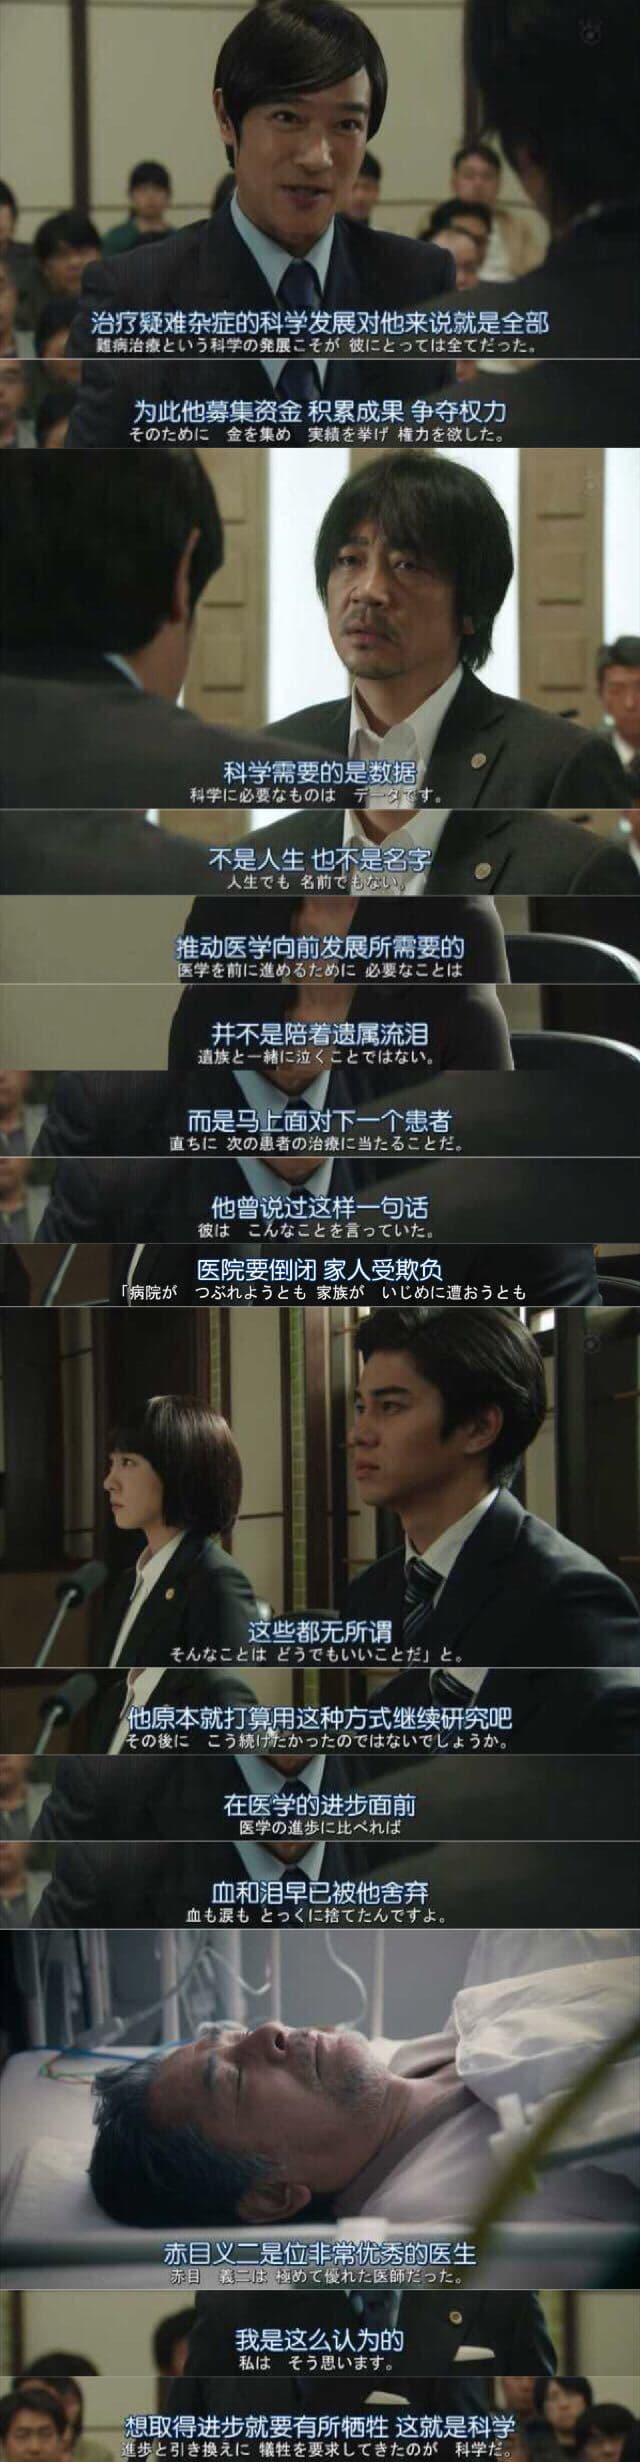 治疗疑难杂症的科学发展对他来说就是全部
難病治療という科学の発展こそが 彼にとっては全てだった。
为此他募集资金 积累成果 争夺权力
そのために 金を集め 実績を挙げ 権力を欲した。
科学需要的是数据
科学に必要なものは データです。
不是人生 也不是名字
人生でも 名前でもない。
推动医学向前发展所需要的
医学を前に進めるために 必要なことは
并不是陪着遗属流泪
遺族と一緒に泣くことではない。
而是马上面对下一个患者
直ちに 次の患者の治療に当たることだ。
他曾说过这样一句话
彼は こんなことを言っていた。
医院要倒闭 家人受欺负
「病院が つぶれようとも 家族が いじめに遭おうとも
这些都无所谓
そんなことは どうでもいいことだ」と。
他原本就打算用这种方式继续研究吧
その後に こう続けたかったのではないでしょうか。
在医学的进步面前
医学の進歩に比べれば
血和泪早已被他舍弃
血も涙も とっくに捨てたんですよ。
赤目义二是位非常优秀的医生
赤目 義二は 極めて優れた医師だった。
我是这么认为的
私は そう思います。
想取得进步就要有所牺牲 这就是科学
進歩と引き換えに 犠牲を要求してきたのが 科学だ。